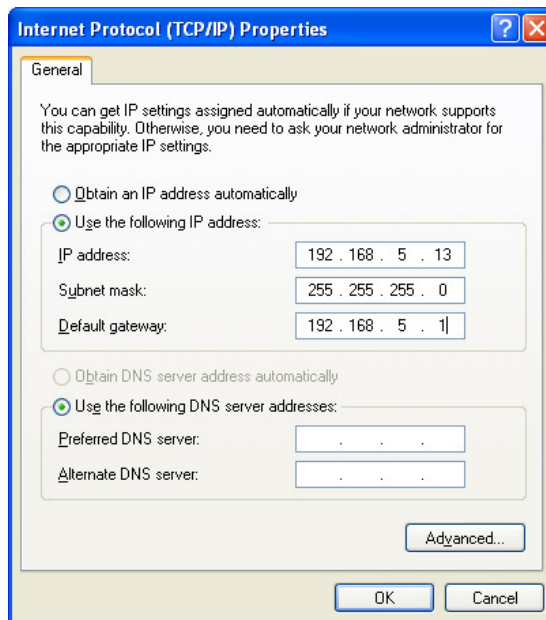 Internet Protocol (TCP/IP) Properties
General
You can get IP settings assigned automatically if your network supports
this capability. Otherwise, you need to ask your network administrator for
the appropriate IP settings.
Obtain an IP address automatically
Use the following IP address:
IP address: 192 . 168 . 5 . 13
Subnet mask: 255 . 255 . 255 . 0
Default gateway: 192 . 168 . 5 . 1
Obtain DNS server address automatically
Use the following DNS server addresses:
Preferred DNS server: . . .
Alternate DNS server: . . .
Advanced...
OK Cancel